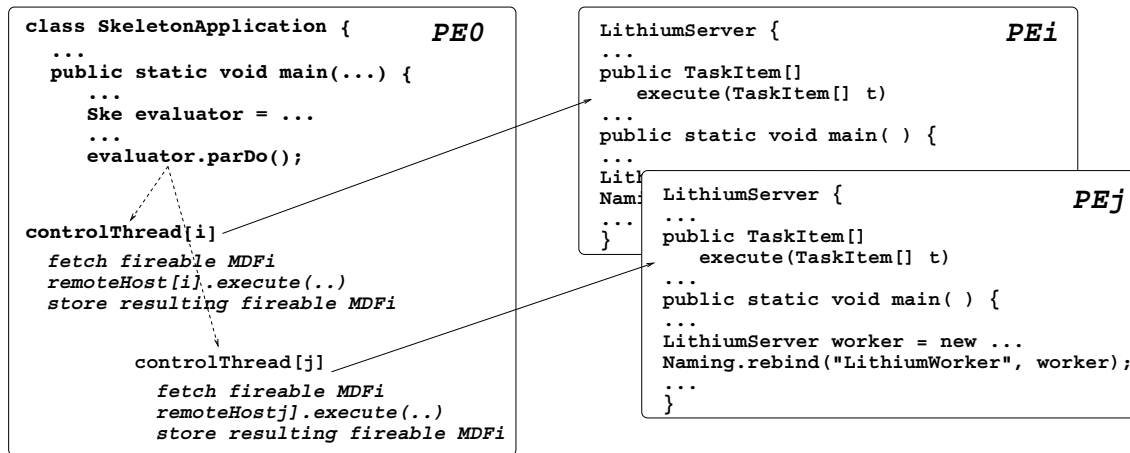 class SkeletonApplication {
PE0
...
public static void main(...) {
...
Ske evaluator = ...
...
evaluator.parDo();
controlThread[i]
fetch fireable MDFi
remoteHost[i].execute(..)
store resulting fireable MDFi
controlThread[j]
fetch fireable MDFi
remoteHostj].execute(..)
store resulting fireable MDFi
LithiumServer {
PEi
...
public TaskItem[]
execute(TaskItem[] t)
...
public static void main( ) {
...
Lith
Nami
...
}
LithiumServer {
PEj
...
public TaskItem[]
execute(TaskItem[] t)
...
public static void main( ) {
...
LithiumServer worker = new ...
Naming.rebind("LithiumWorker", worker);
...
}